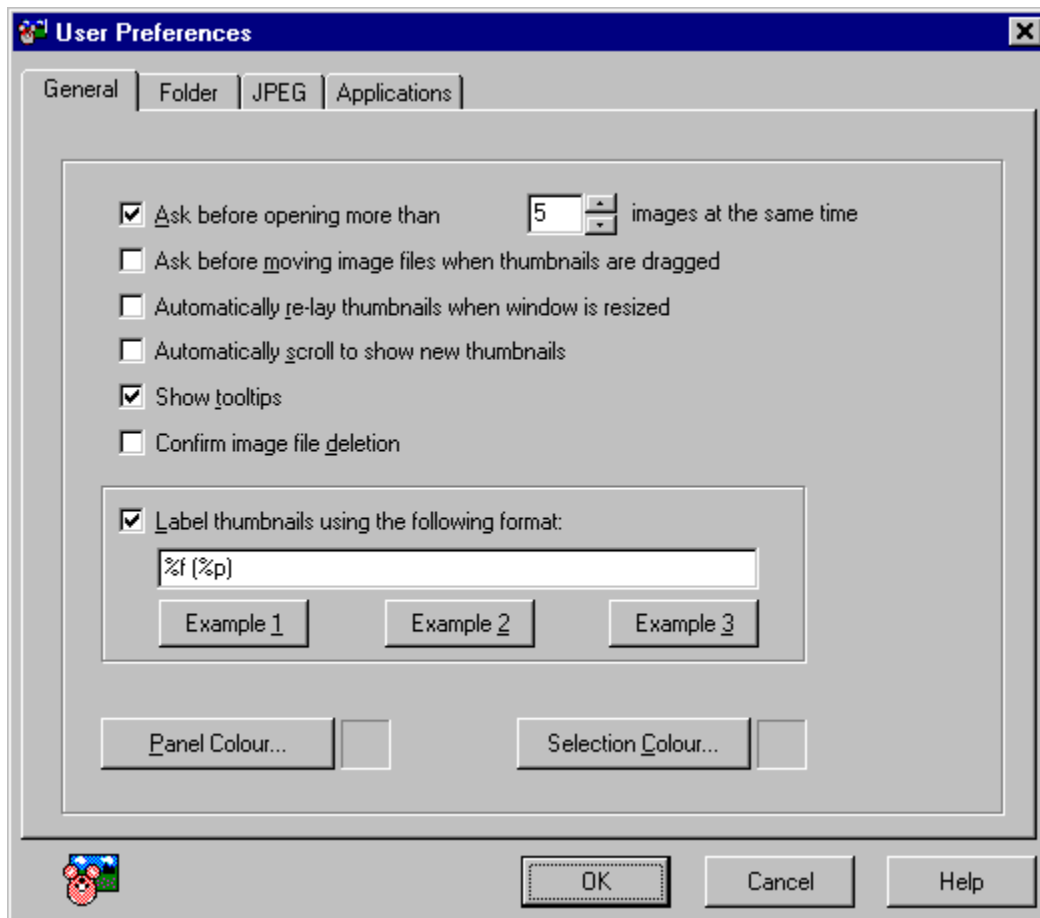 User Preferences
General Folder JPEG Applications
Ask before opening more than 5 images at the same time
Ask before moving image files when thumbnails are dragged
Automatically re-lay thumbnails when window is resized
Automatically scroll to show new thumbnails
Show tooltips
Confirm image file deletion
Label thumbnails using the following format:
%f (%p)
Example 1 Example 2 Example 3
Panel Colour... Selection Colour...
OK Cancel Help